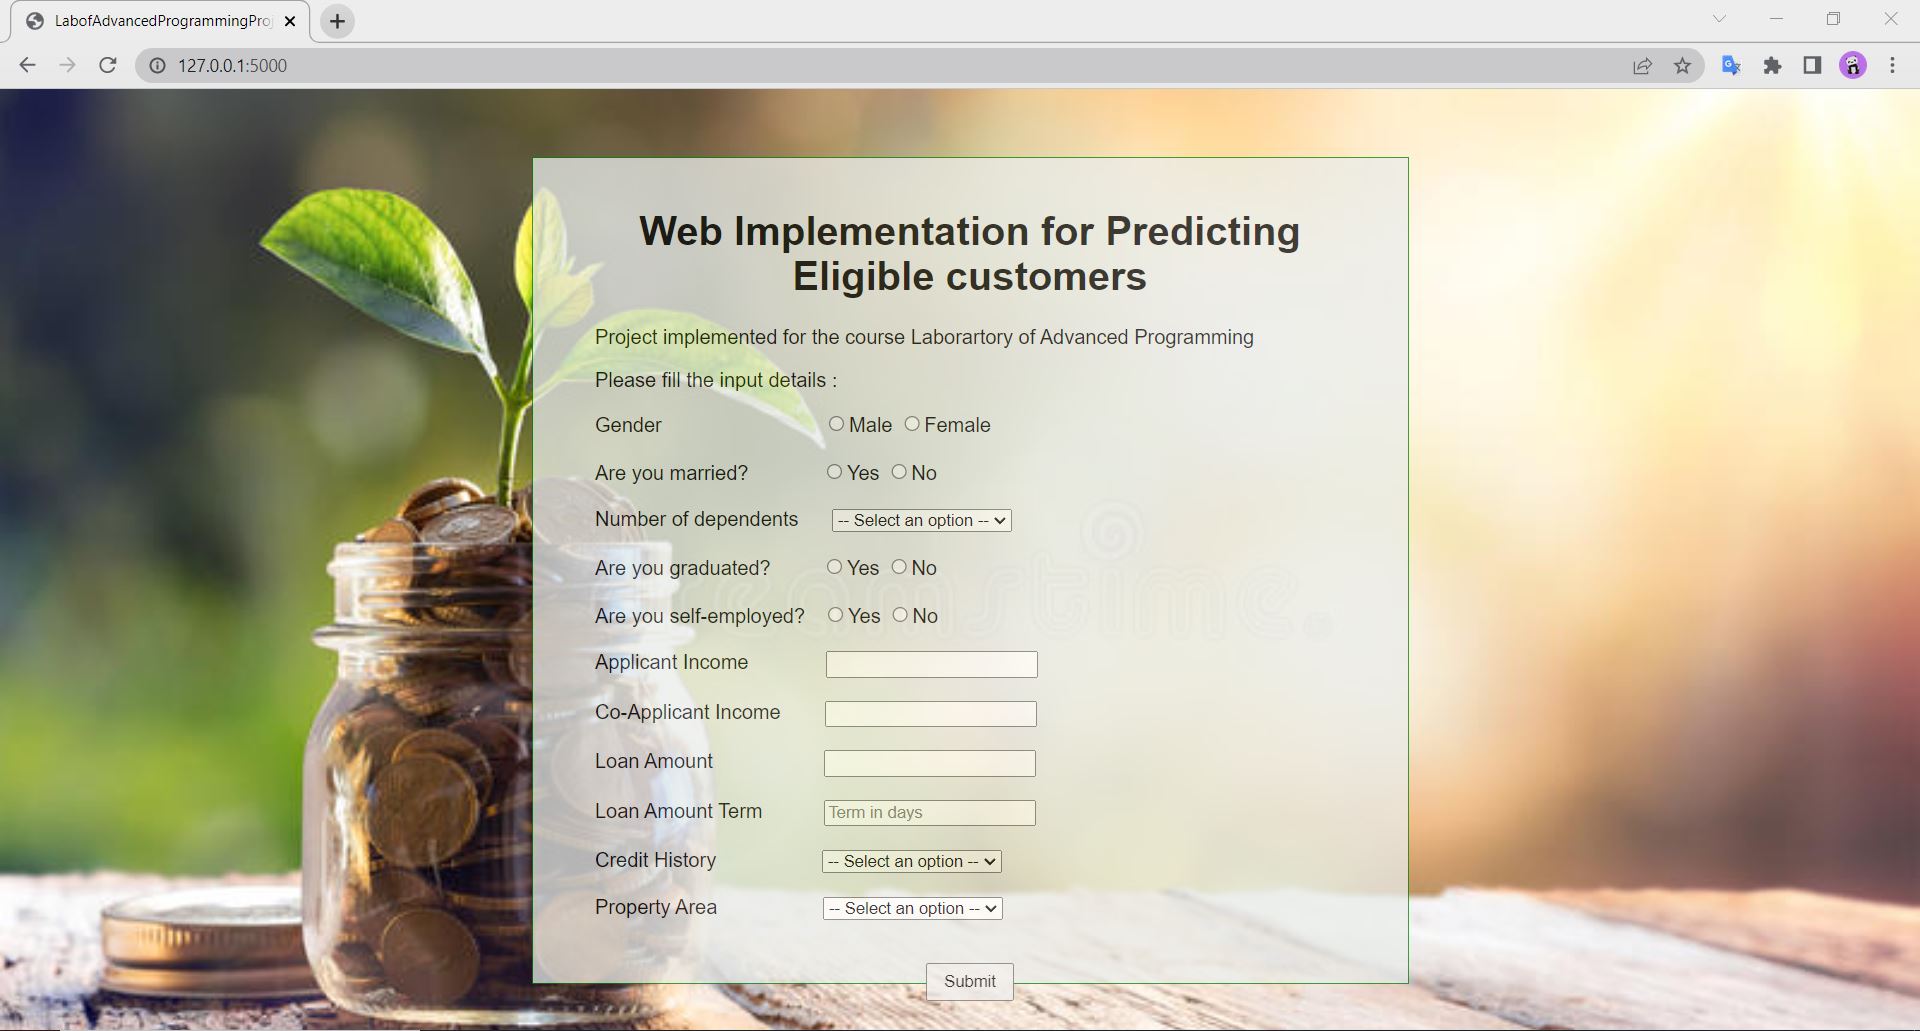 LabofAdvancedProgrammingProj
127.0.0.1:5000
Web Implementation for Predicting
Eligible customers
Project implemented for the course Laborartory of Advanced Programming
Please fill the input details :
Gender Male Female
Are you married? Yes No
Number of dependents -- Select an option --
Are you graduated? Yes No
Are you self-employed? Yes No
Applicant Income
Co-Applicant Income
Loan Amount
Loan Amount Term Term in days
Credit History -- Select an option --
Property Area -- Select an option --
Submit